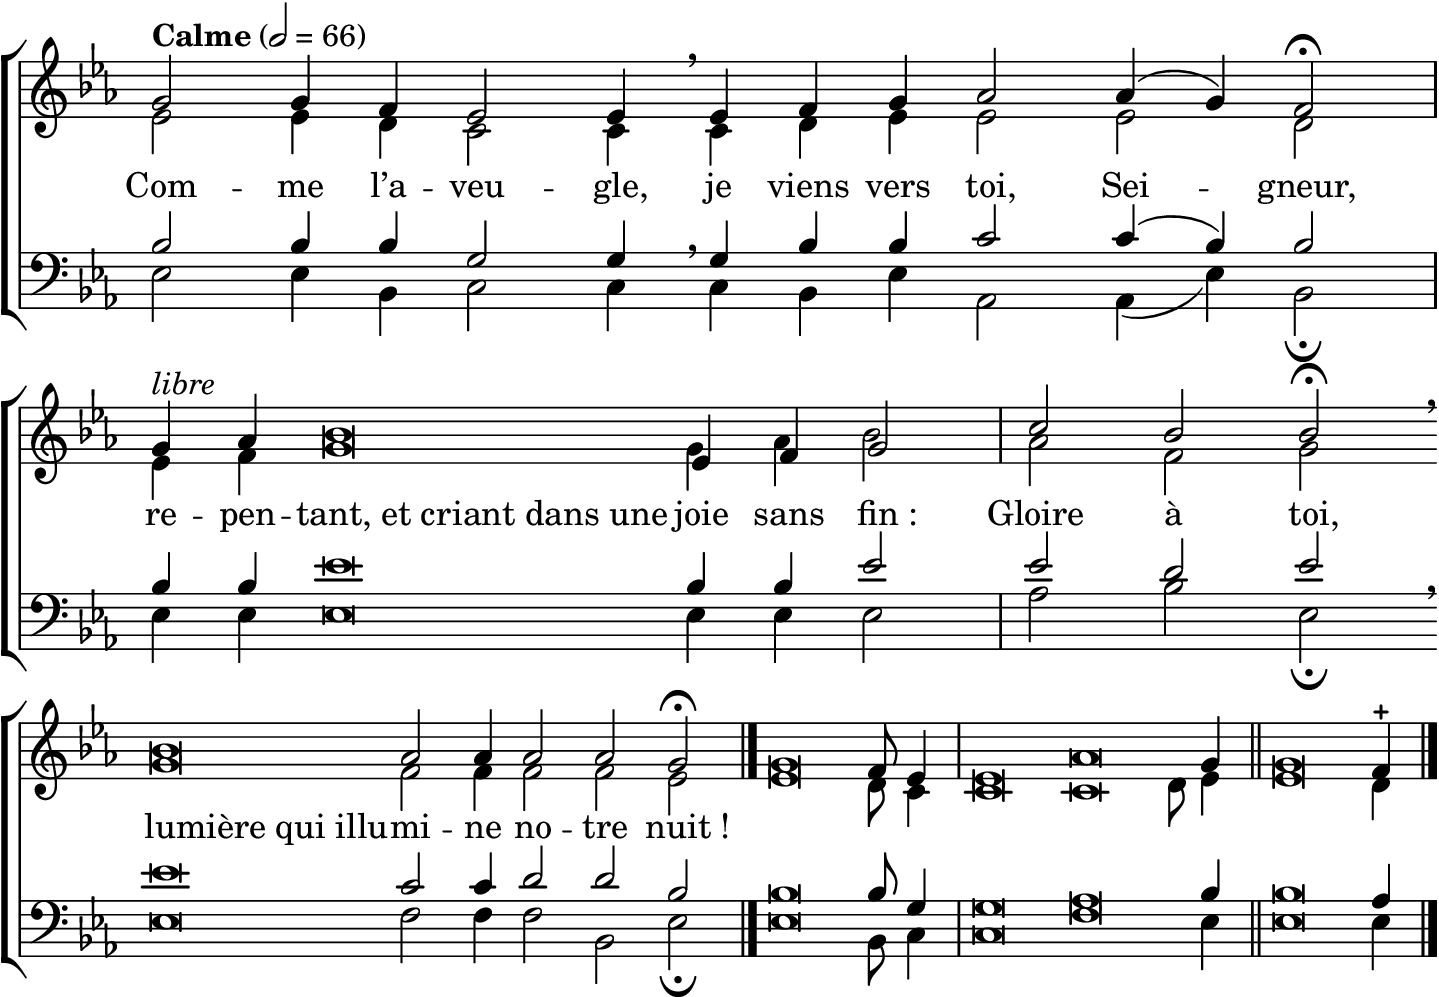 Calme (𝅗𝅥 = 66)
Com -- me l’a -- veu -- gle, je viens vers toi, Sei -- gneur,
libre
re -- pen -- tant, et criant dans une joie sans fin : Gloire à toi,
lumière qui illumi -- ne no -- tre nuit !